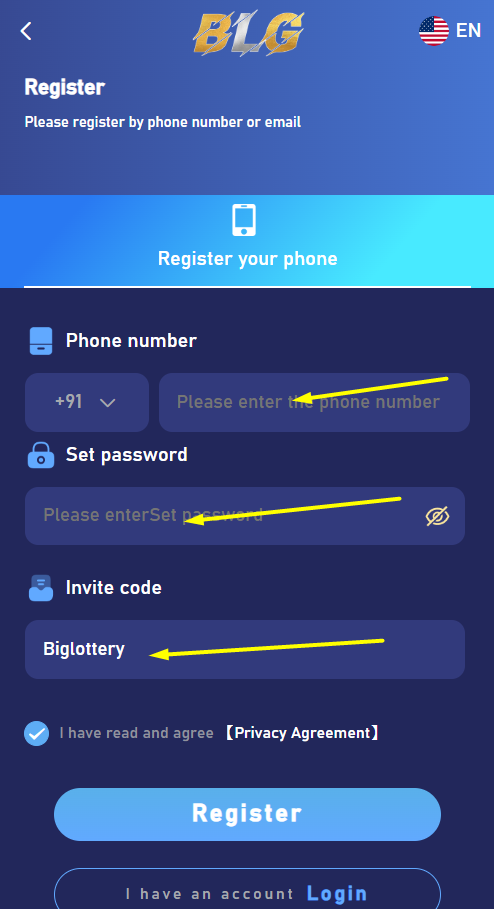 BLG
EN
Register
Please register by phone number or email
Register your phone
Phone number
+91
Please enter the phone number
Set password
Please enterSet password
Invite code
Biglottery
I have read and agree 【Privacy Agreement】
Register
I have an account Login